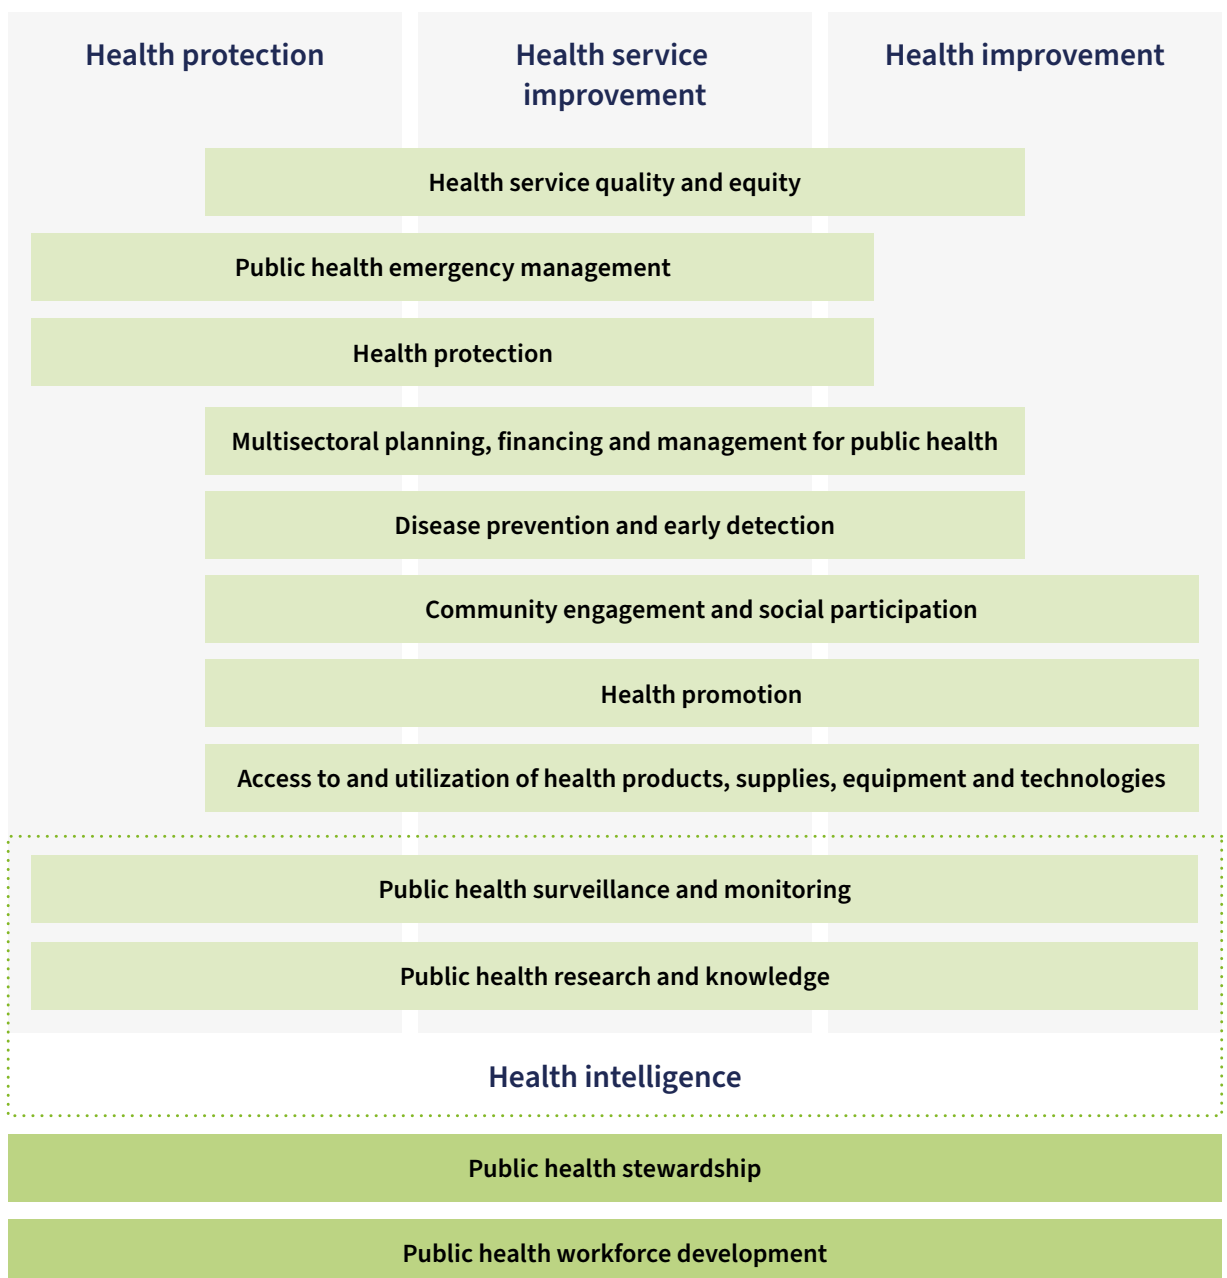 Health protection
Health service
improvement
Health improvement
Health service quality and equity
Public health emergency management
Health protection
Multisectoral planning, financing and management for public health
Disease prevention and early detection
Community engagement and social participation
Health promotion
Access to and utilization of health products, supplies, equipment and technologies
Public health surveillance and monitoring
Public health research and knowledge
Health intelligence
Public health stewardship
Public health workforce development